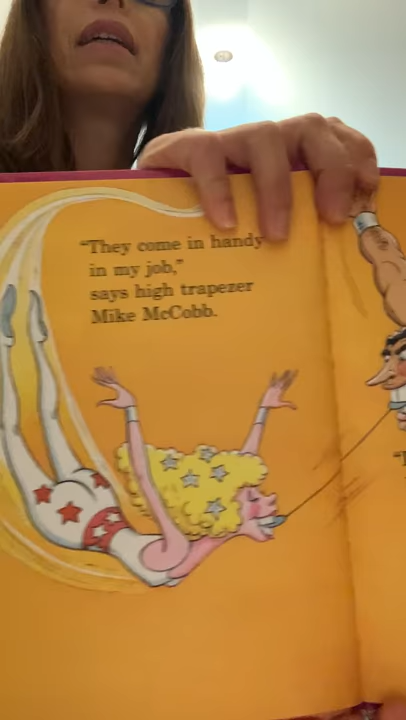 “They come in handy
in my job,”
says high trapezer
Mike McCobb.